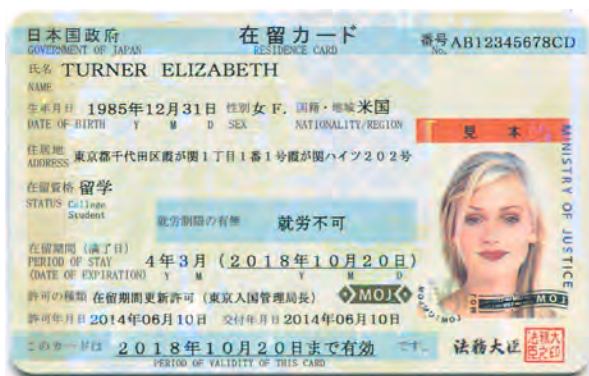 日本国政府 在留カード 番号 AB12345678CD
GOVERNMENT OF JAPAN RESIDENCE CARD No.
氏名 TURNER ELIZABETH
NAME
生年月日 1985年12月31日 性別 女 F. 国籍・地域 米国
DATE OF BIRTH Y M D SEX NATIONALITY/REGION
見本
住居地 東京都千代田区霞が関1丁目1番1号霞が関ハイツ202号
ADDRESS
在留資格 留学
STATUS College
Student
就労制限の有無 就労不可
在留期間(満了日)
PERIOD OF STAY 4年3月(2018年10月20日)
(DATE OF EXPIRATION) Y M Y M D
許可の種類 在留期間更新許可(東京入国管理局長)
MOJ
許可年月日 2014年06月10日 交付年月日 2014年06月10日
このカードは 2018年10月20日まで有効 です。
PERIOD OF VALIDITY OF THIS CARD
法務大臣
MINISTRY OF JUSTICE
MOJ